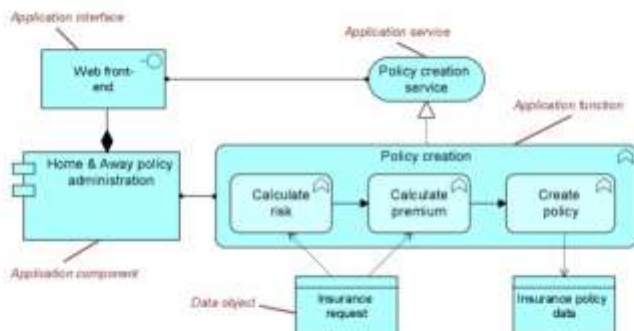 Application interface
Application service
Web front-
end
Policy creation
service
Application function
Home & Away policy
administration
Policy creation
Calculate
risk
Calculate
premium
Create
policy
Application component
Data object
Insurance
request
Insurance policy
data